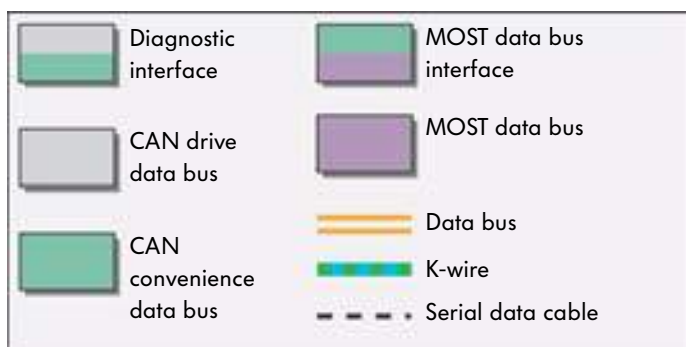 Diagnostic
interface
CAN drive
data bus
CAN
convenience
data bus
MOST data bus
interface
MOST data bus
Data bus
K-wire
Serial data cable